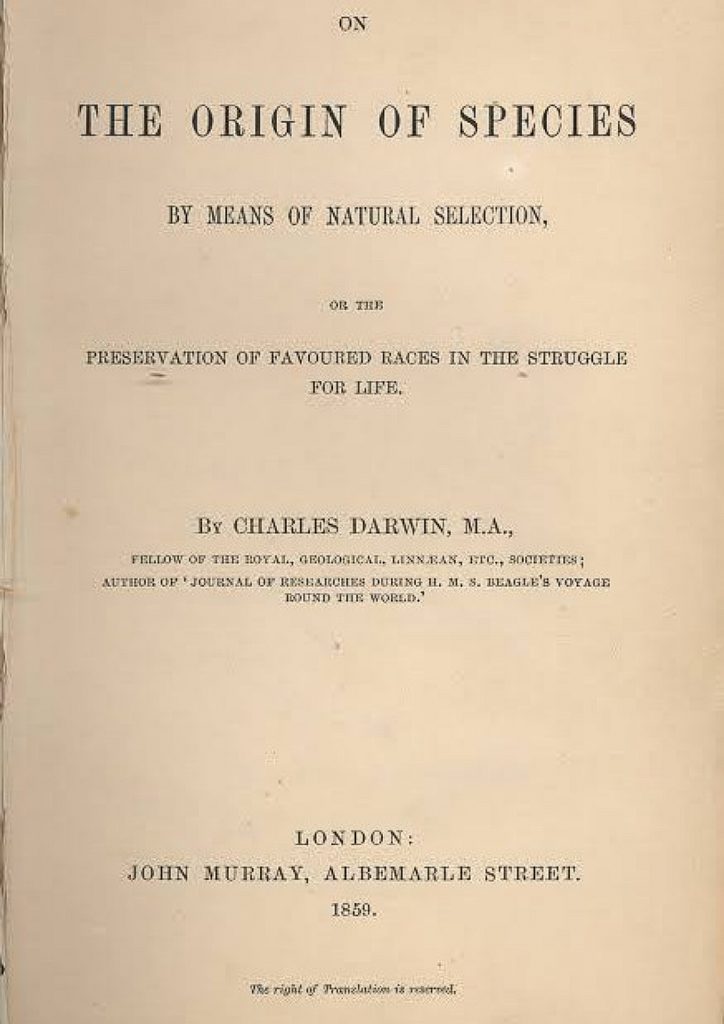 ON
THE ORIGIN OF SPECIES
BY MEANS OF NATURAL SELECTION,
OR THE
PRESERVATION OF FAVOURED RACES IN THE STRUGGLE
FOR LIFE.
BY CHARLES DARWIN, M.A.,
FELLOW OF THE ROYAL, GEOLOGICAL, LINNÆAN, ETC., SOCIETIES;
AUTHOR OF 'JOURNAL OF RESEARCHES DURING H. M. S. BEAGLE'S VOYAGE
ROUND THE WORLD.'
LONDON:
JOHN MURRAY, ALBEMARLE STREET.
1859.
The right of Translation is reserved.